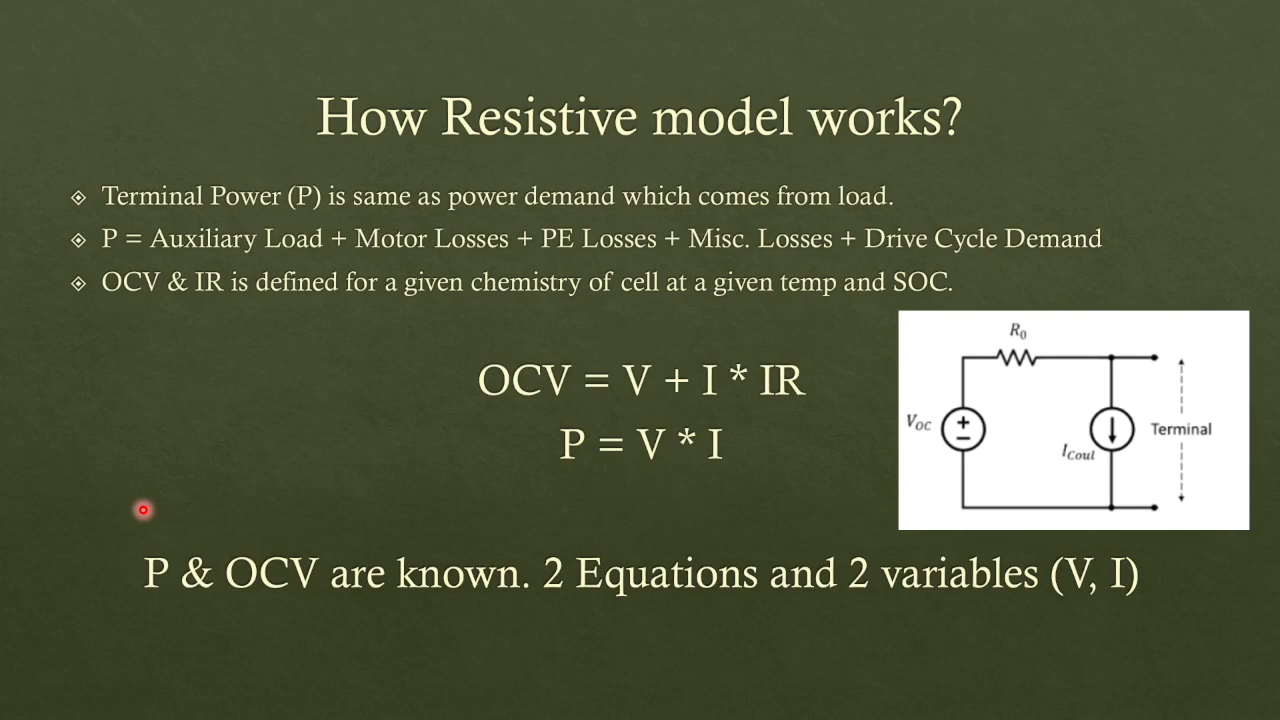 How Resistive model works?
Terminal Power (P) is same as power demand which comes from load.
P = Auxiliary Load + Motor Losses + PE Losses + Misc. Losses + Drive Cycle Demand
OCV & IR is defined for a given chemistry of cell at a given temp and SOC.
OCV = V + I * IR
P = V * I
R₀
V_OC
+
−
I_Coul
Terminal
P & OCV are known. 2 Equations and 2 variables (V, I)